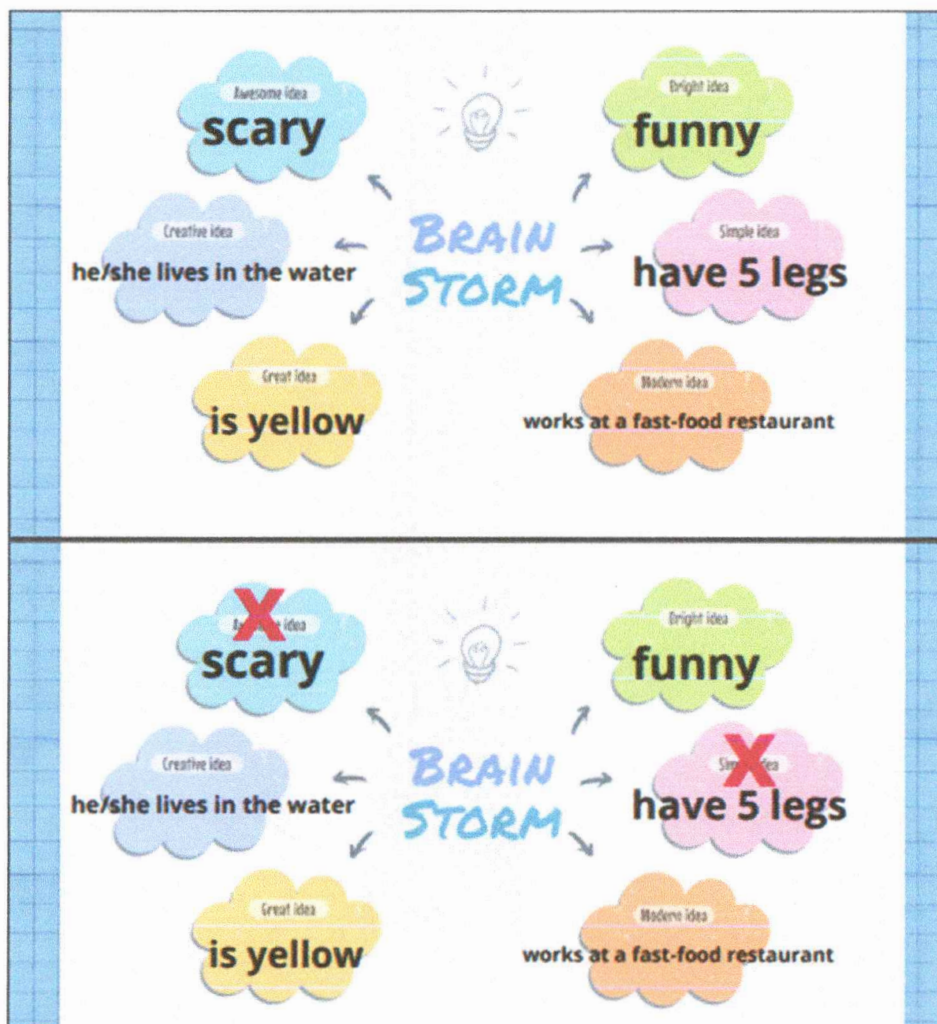 Awesome idea
scary
Bright idea
funny
Creative idea
he/she lives in the water
BRAIN
STORM
Simple idea
have 5 legs
Great idea
is yellow
Modern idea
works at a fast-food restaurant
X
idea
scary
Bright idea
funny
Creative idea
he/she lives in the water
BRAIN
STORM
X
idea
have 5 legs
Great idea
is yellow
Modern idea
works at a fast-food restaurant